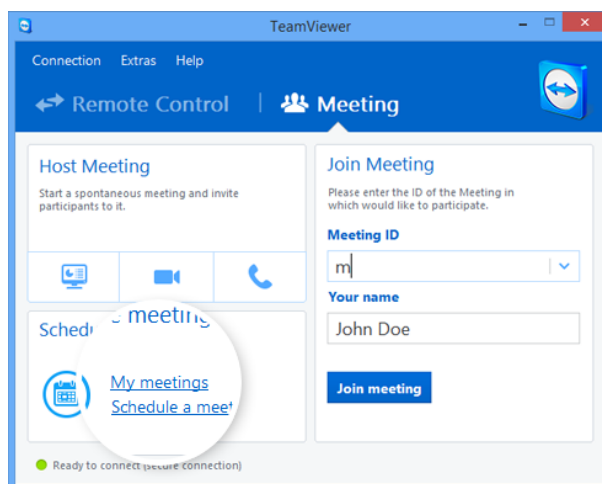 TeamViewer
Connection Extras Help
Remote Control | Meeting
Host Meeting
Start a spontaneous meeting and invite
participants to it.
Join Meeting
Please enter the ID of the Meeting in
which would like to participate.
Meeting ID
m
Your name
John Doe
Join meeting
meeting
My meetings
Schedule a
Ready to connect (secure connection)